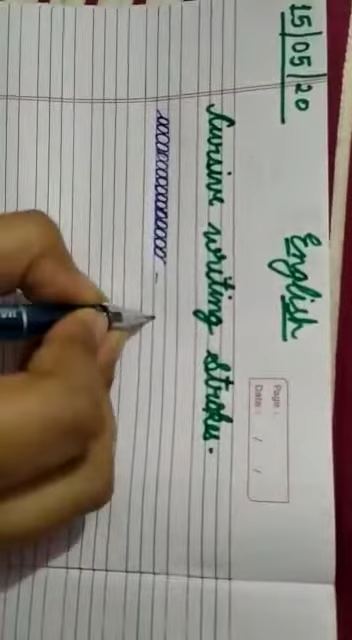 15/05/20
English
Page :
Date : / /
Cursive writing strokes.